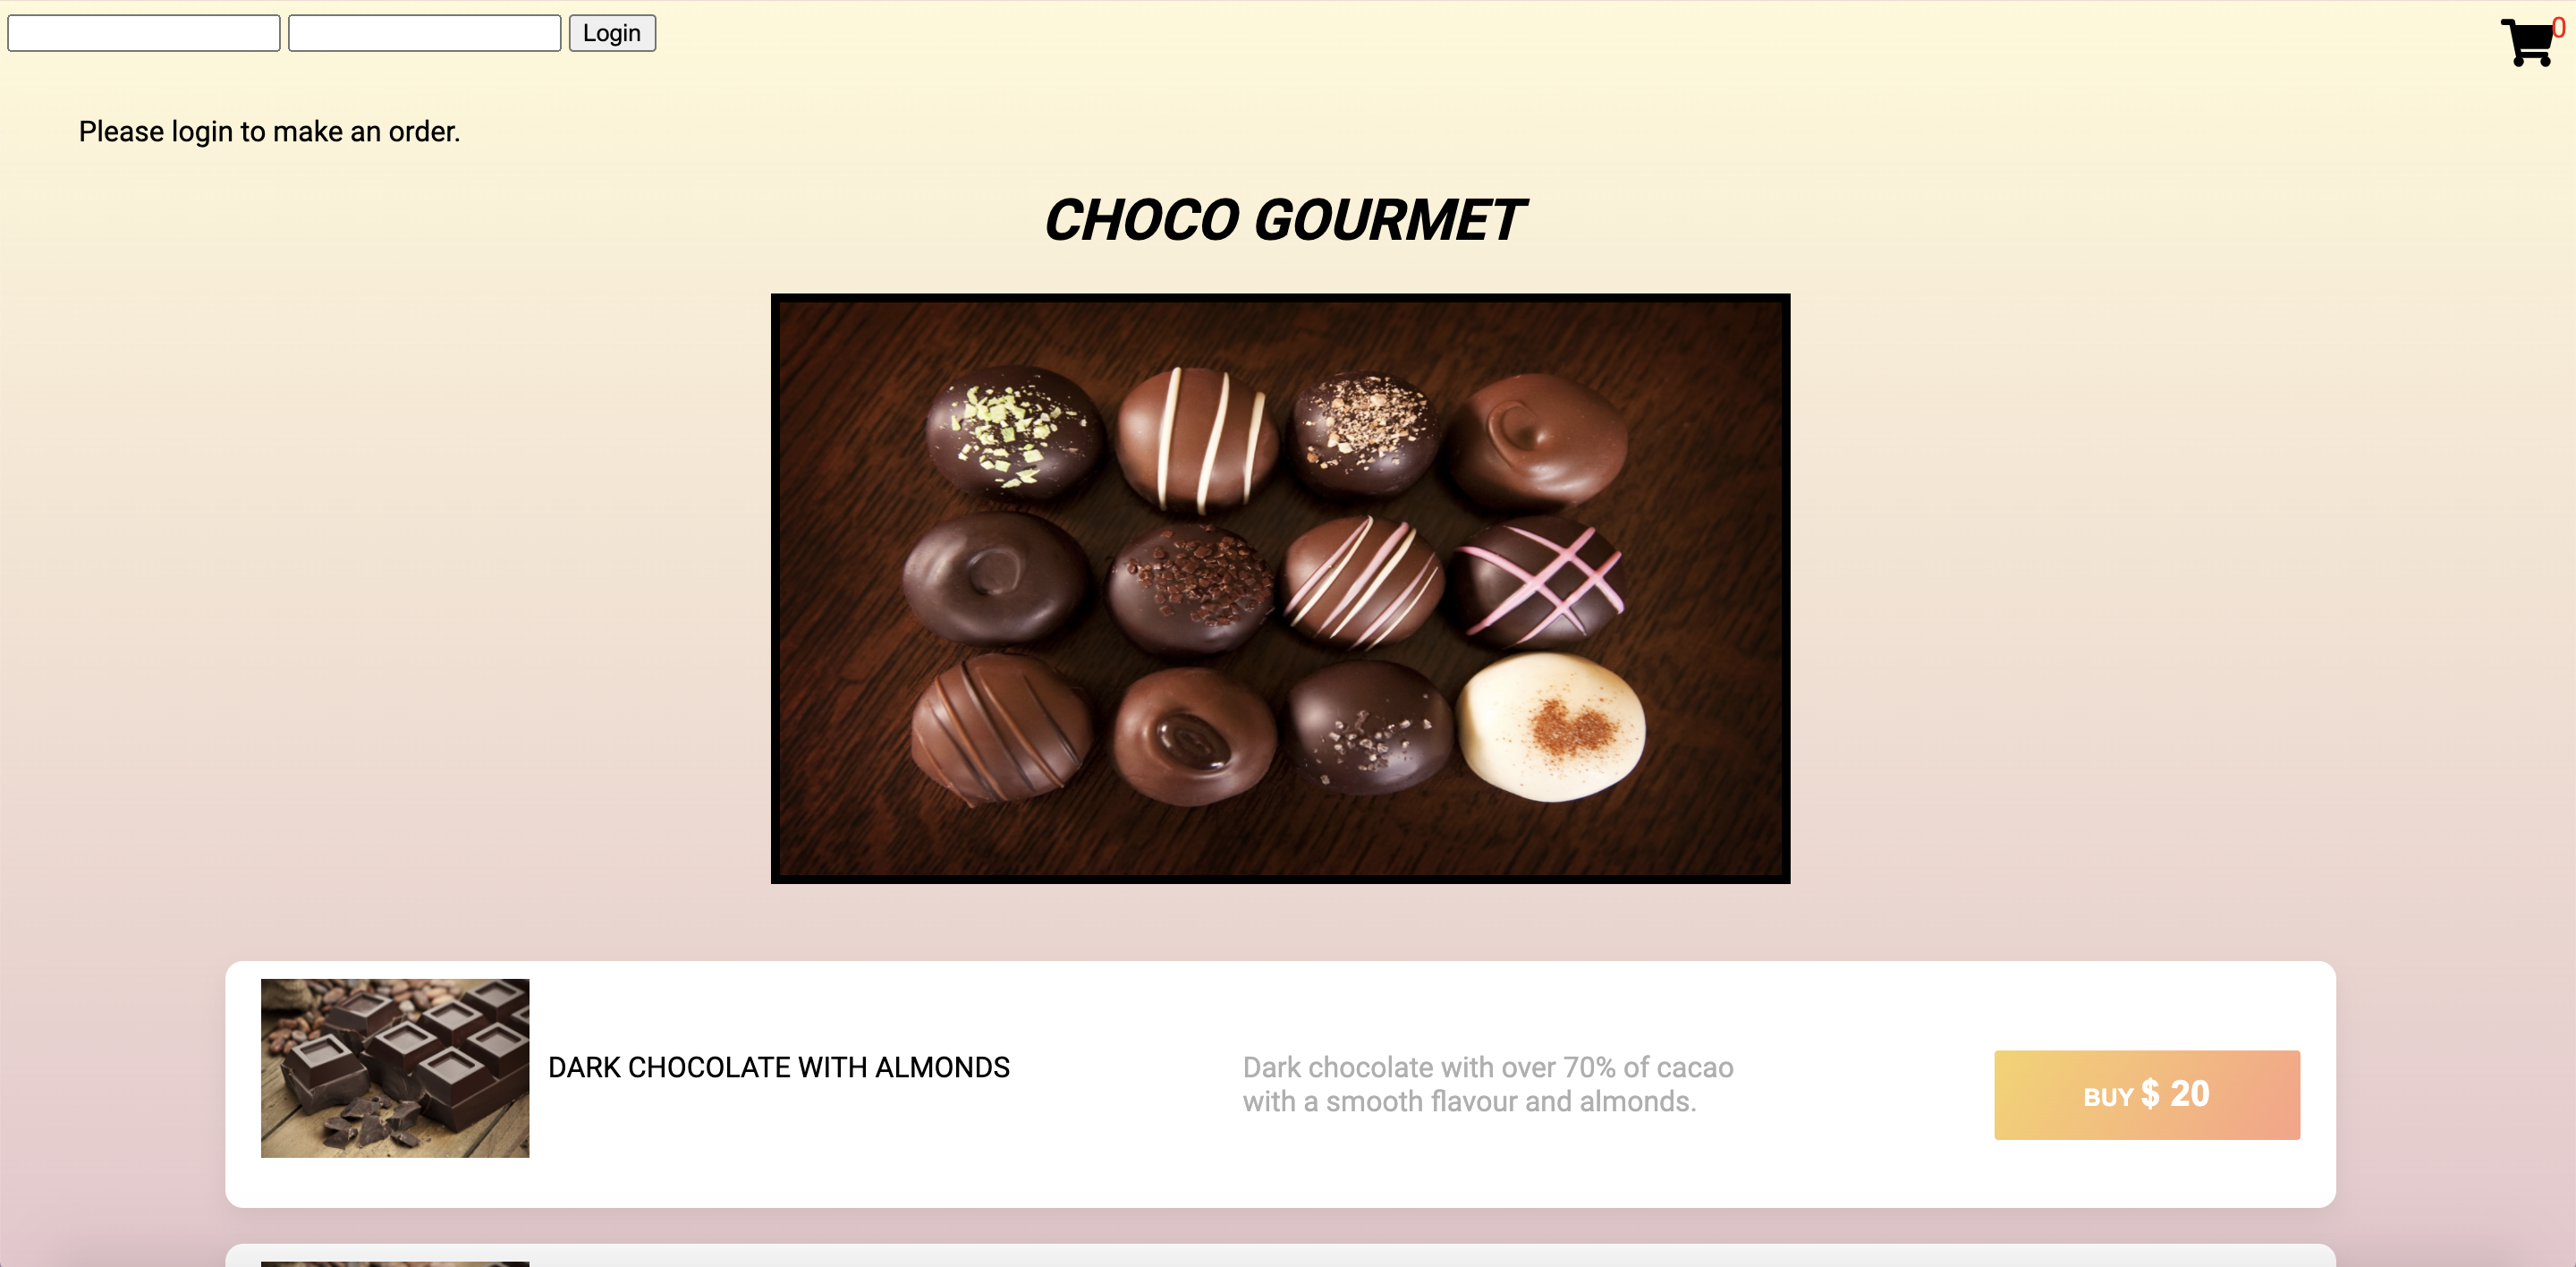 Login
0
Please login to make an order.
CHOCO GOURMET
DARK CHOCOLATE WITH ALMONDS
Dark chocolate with over 70% of cacao
with a smooth flavour and almonds.
BUY $ 20